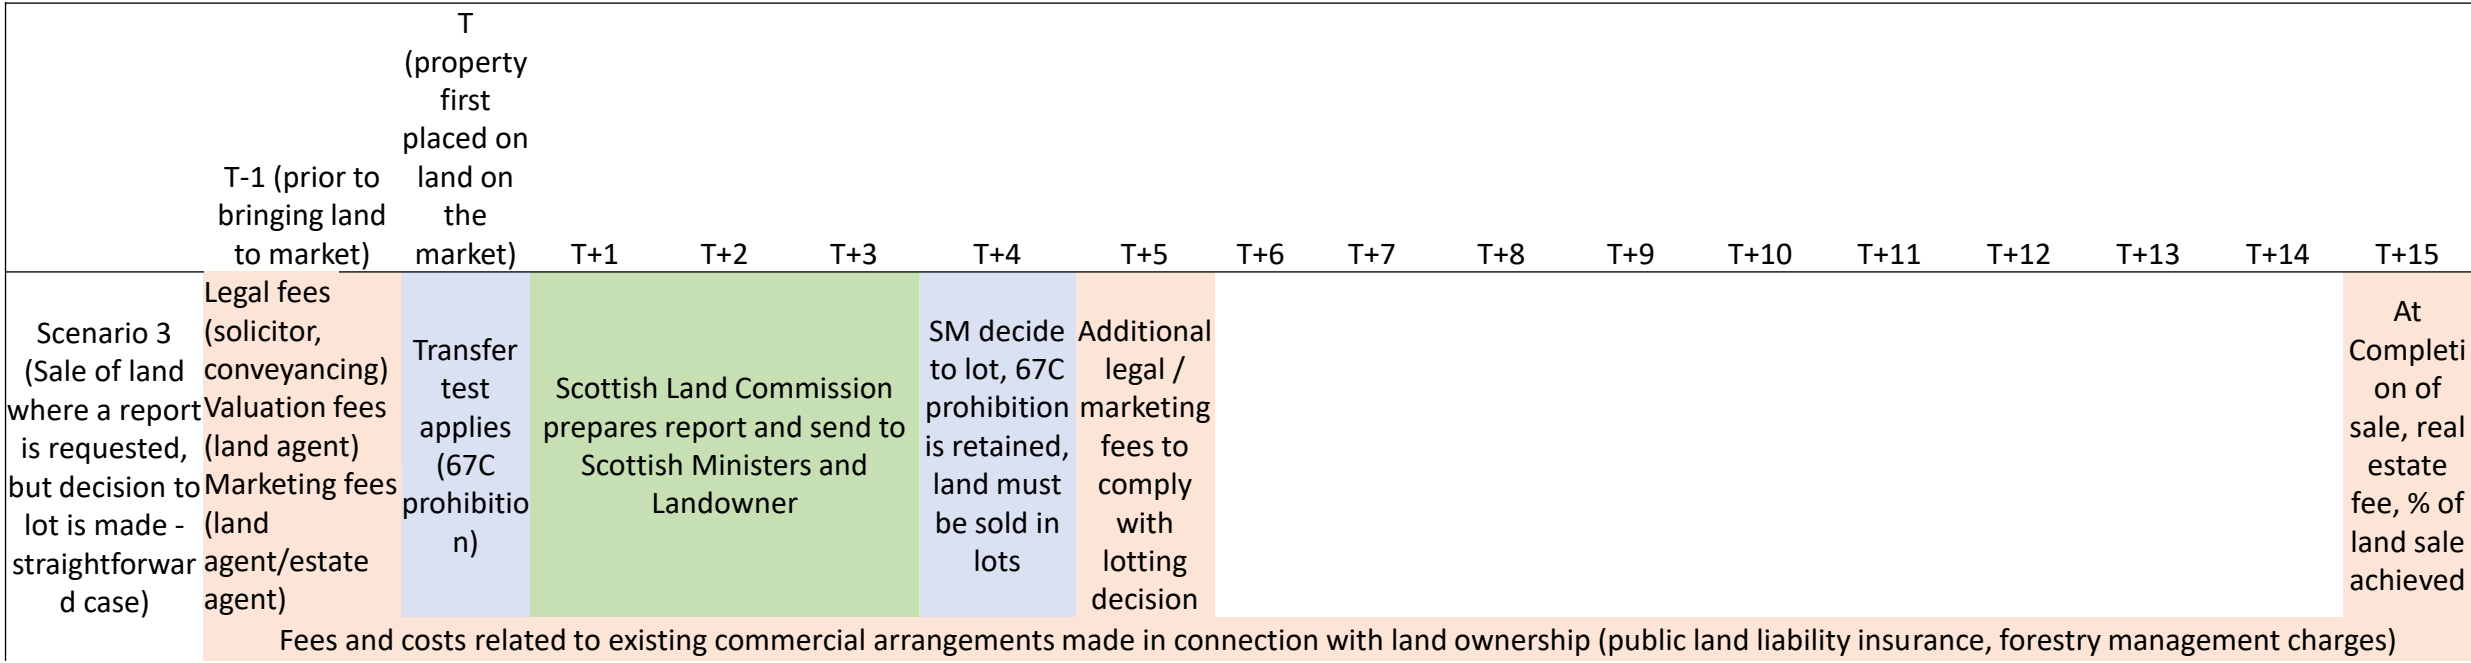 T-1 (prior to
bringing land
to market)
T
(property
first
placed on
land on
the
market)
T+1
T+2
T+3
T+4
T+5
T+6
T+7
T+8
T+9
T+10
T+11
T+12
T+13
T+14
T+15
Scenario 3
(Sale of land
where a report
is requested,
but decision to
lot is made -
straightforwar
d case)
Legal fees
(solicitor,
conveyancing)
Valuation fees
(land agent)
Marketing fees
(land
agent/estate
agent)
Transfer
test
applies
(67C
prohibitio
n)
Scottish Land Commission
prepares report and send to
Scottish Ministers and
Landowner
SM decide
to lot, 67C
prohibition
is retained,
land must
be sold in
lots
Additional
legal /
marketing
fees to
comply
with
lotting
decision
At
Completi
on of
sale, real
estate
fee, % of
land sale
achieved
Fees and costs related to existing commercial arrangements made in connection with land ownership (public land liability insurance, forestry management charges)